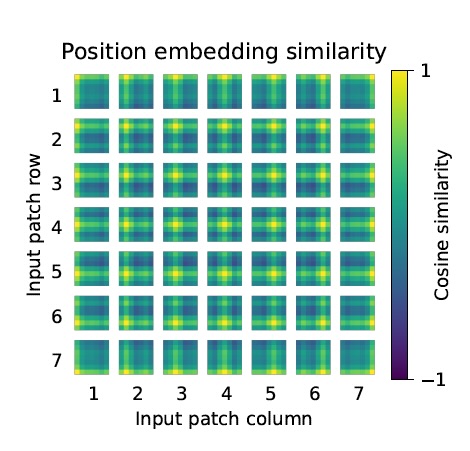 Position embedding similarity
Input patch row
1
2
3
4
5
6
7
1 2 3 4 5 6 7
Input patch column
1
Cosine similarity
−1